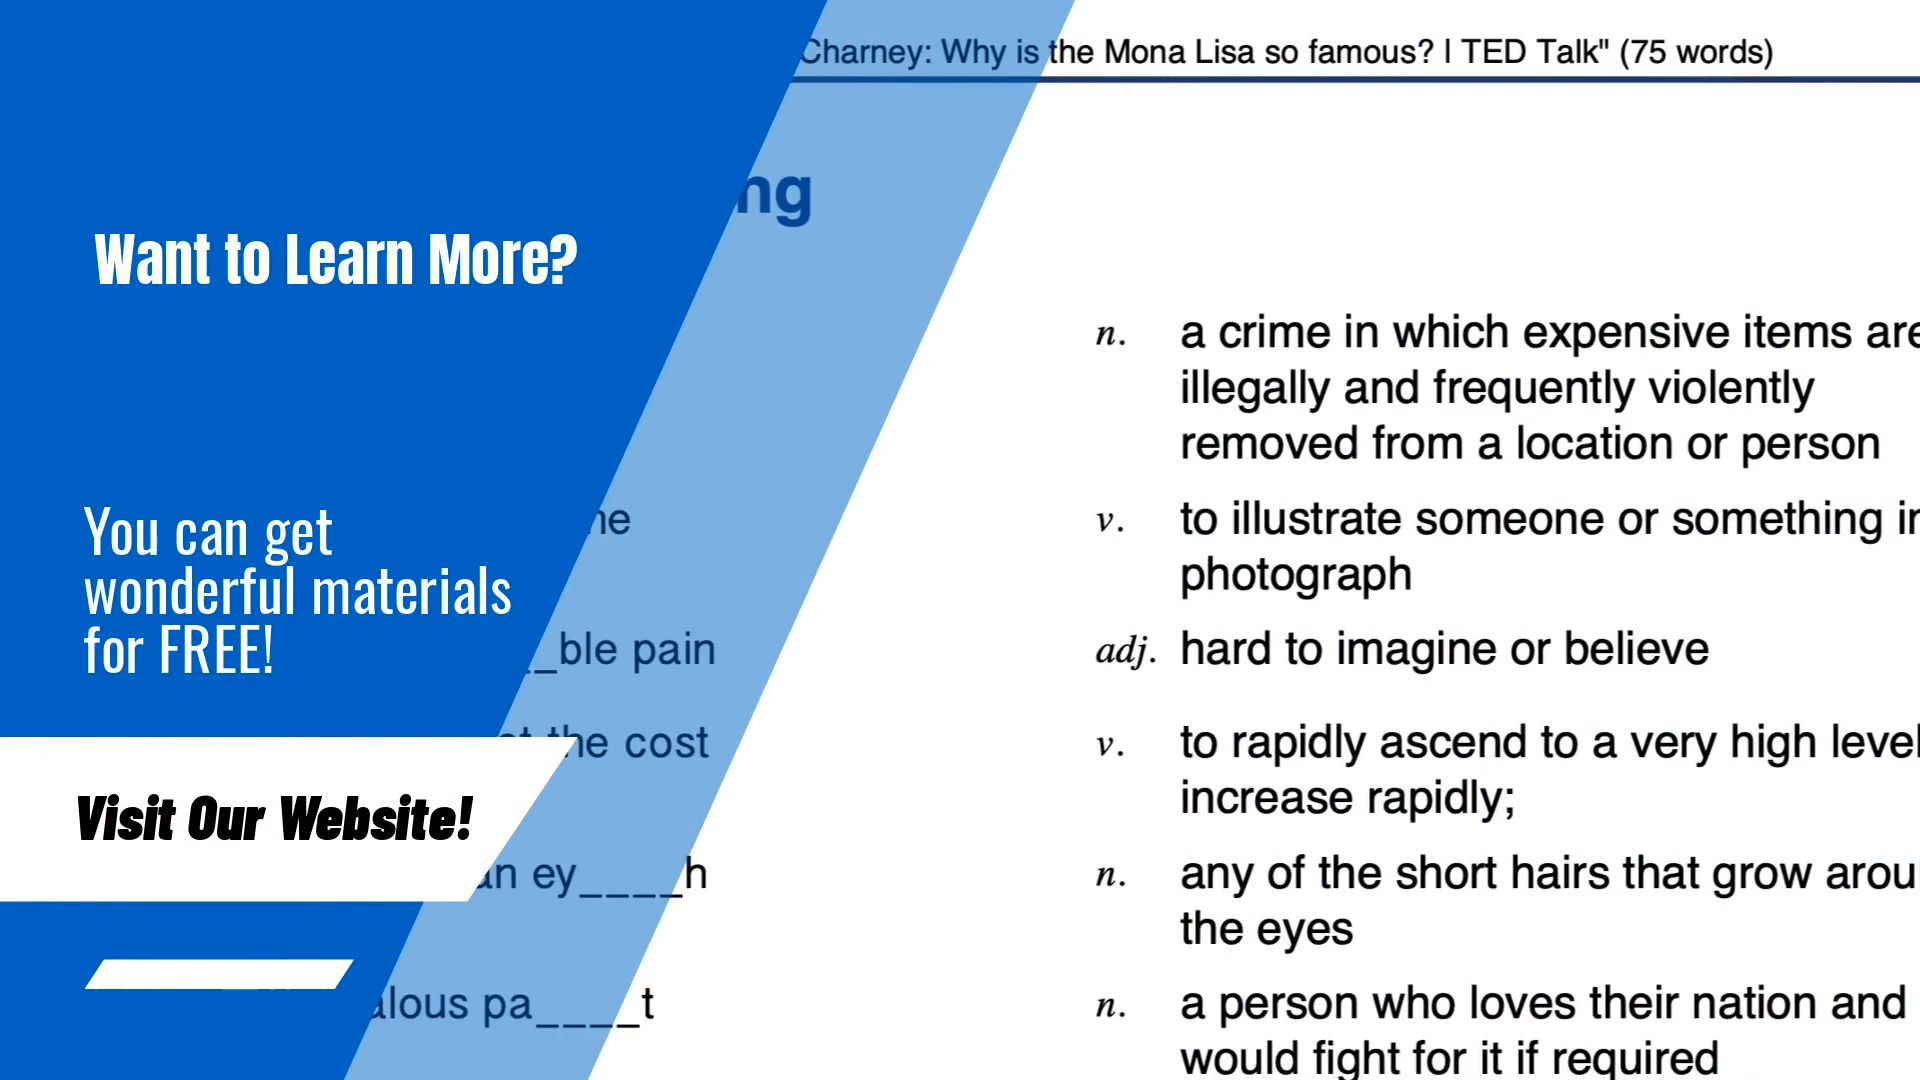 Charney: Why is the Mona Lisa so famous? | TED Talk" (75 words)
ng
Want to Learn More?
You can get
wonderful materials
for FREE!
Visit Our Website!
n. a crime in which expensive items are
illegally and frequently violently
removed from a location or person
v. to illustrate someone or something in
photograph
_ble pain
adj. hard to imagine or believe
the cost
v. to rapidly ascend to a very high level
increase rapidly;
an ey____h
n. any of the short hairs that grow arou
the eyes
alous pa____t
n. a person who loves their nation and
would fight for it if required